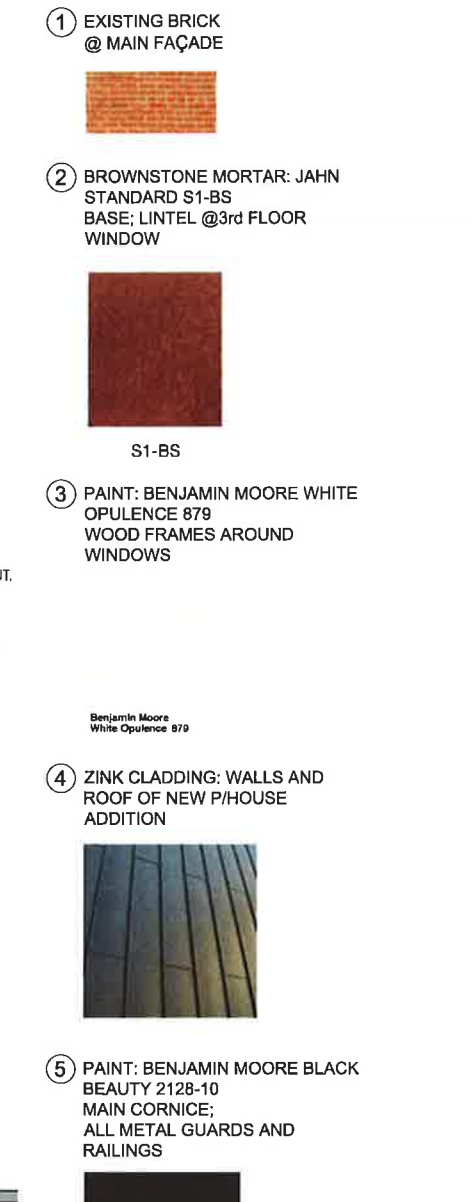 1 EXISTING BRICK
@ MAIN FAÇADE
2 BROWNSTONE MORTAR: JAHN
STANDARD S1-BS
BASE; LINTEL @3rd FLOOR
WINDOW
S1-BS
3 PAINT: BENJAMIN MOORE WHITE
OPULENCE 879
WOOD FRAMES AROUND
WINDOWS
UT.
Benjamin Moore
White Opulence 879
4 ZINK CLADDING: WALLS AND
ROOF OF NEW P/HOUSE
ADDITION
5 PAINT: BENJAMIN MOORE BLACK
BEAUTY 2128-10
MAIN CORNICE;
ALL METAL GUARDS AND
RAILINGS